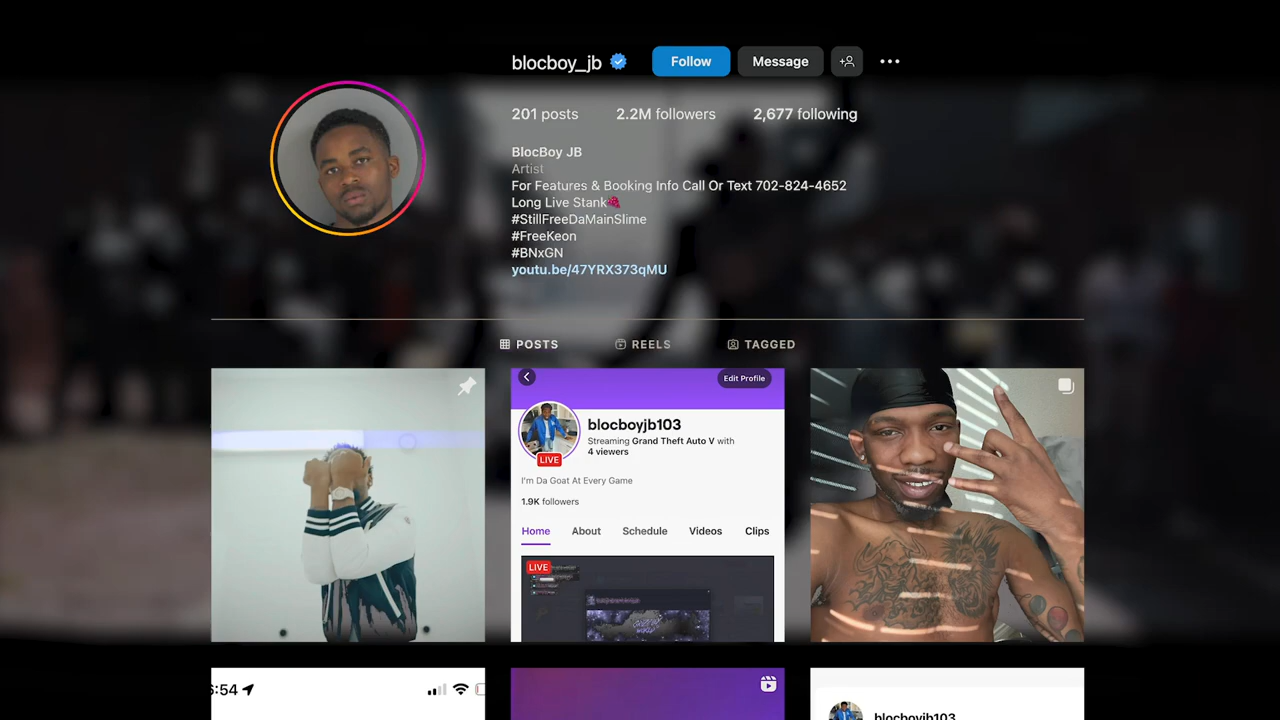 blocboy_jb
Follow
Message
201 posts
2.2M followers
2,677 following
BlocBoy JB
Artist
For Features & Booking Info Call Or Text 702-824-4652
Long Live Stank🍇
#StillFreeDaMainSlime
#FreeKeon
#BNxGN
youtu.be/47YRX373qMU
POSTS
REELS
TAGGED
Edit Profile
blocboyjb103
Streaming Grand Theft Auto V with
4 viewers
LIVE
I'm Da Goat At Every Game
1.9K followers
Home
About
Schedule
Videos
Clips
LIVE
:54
blocboyjb103